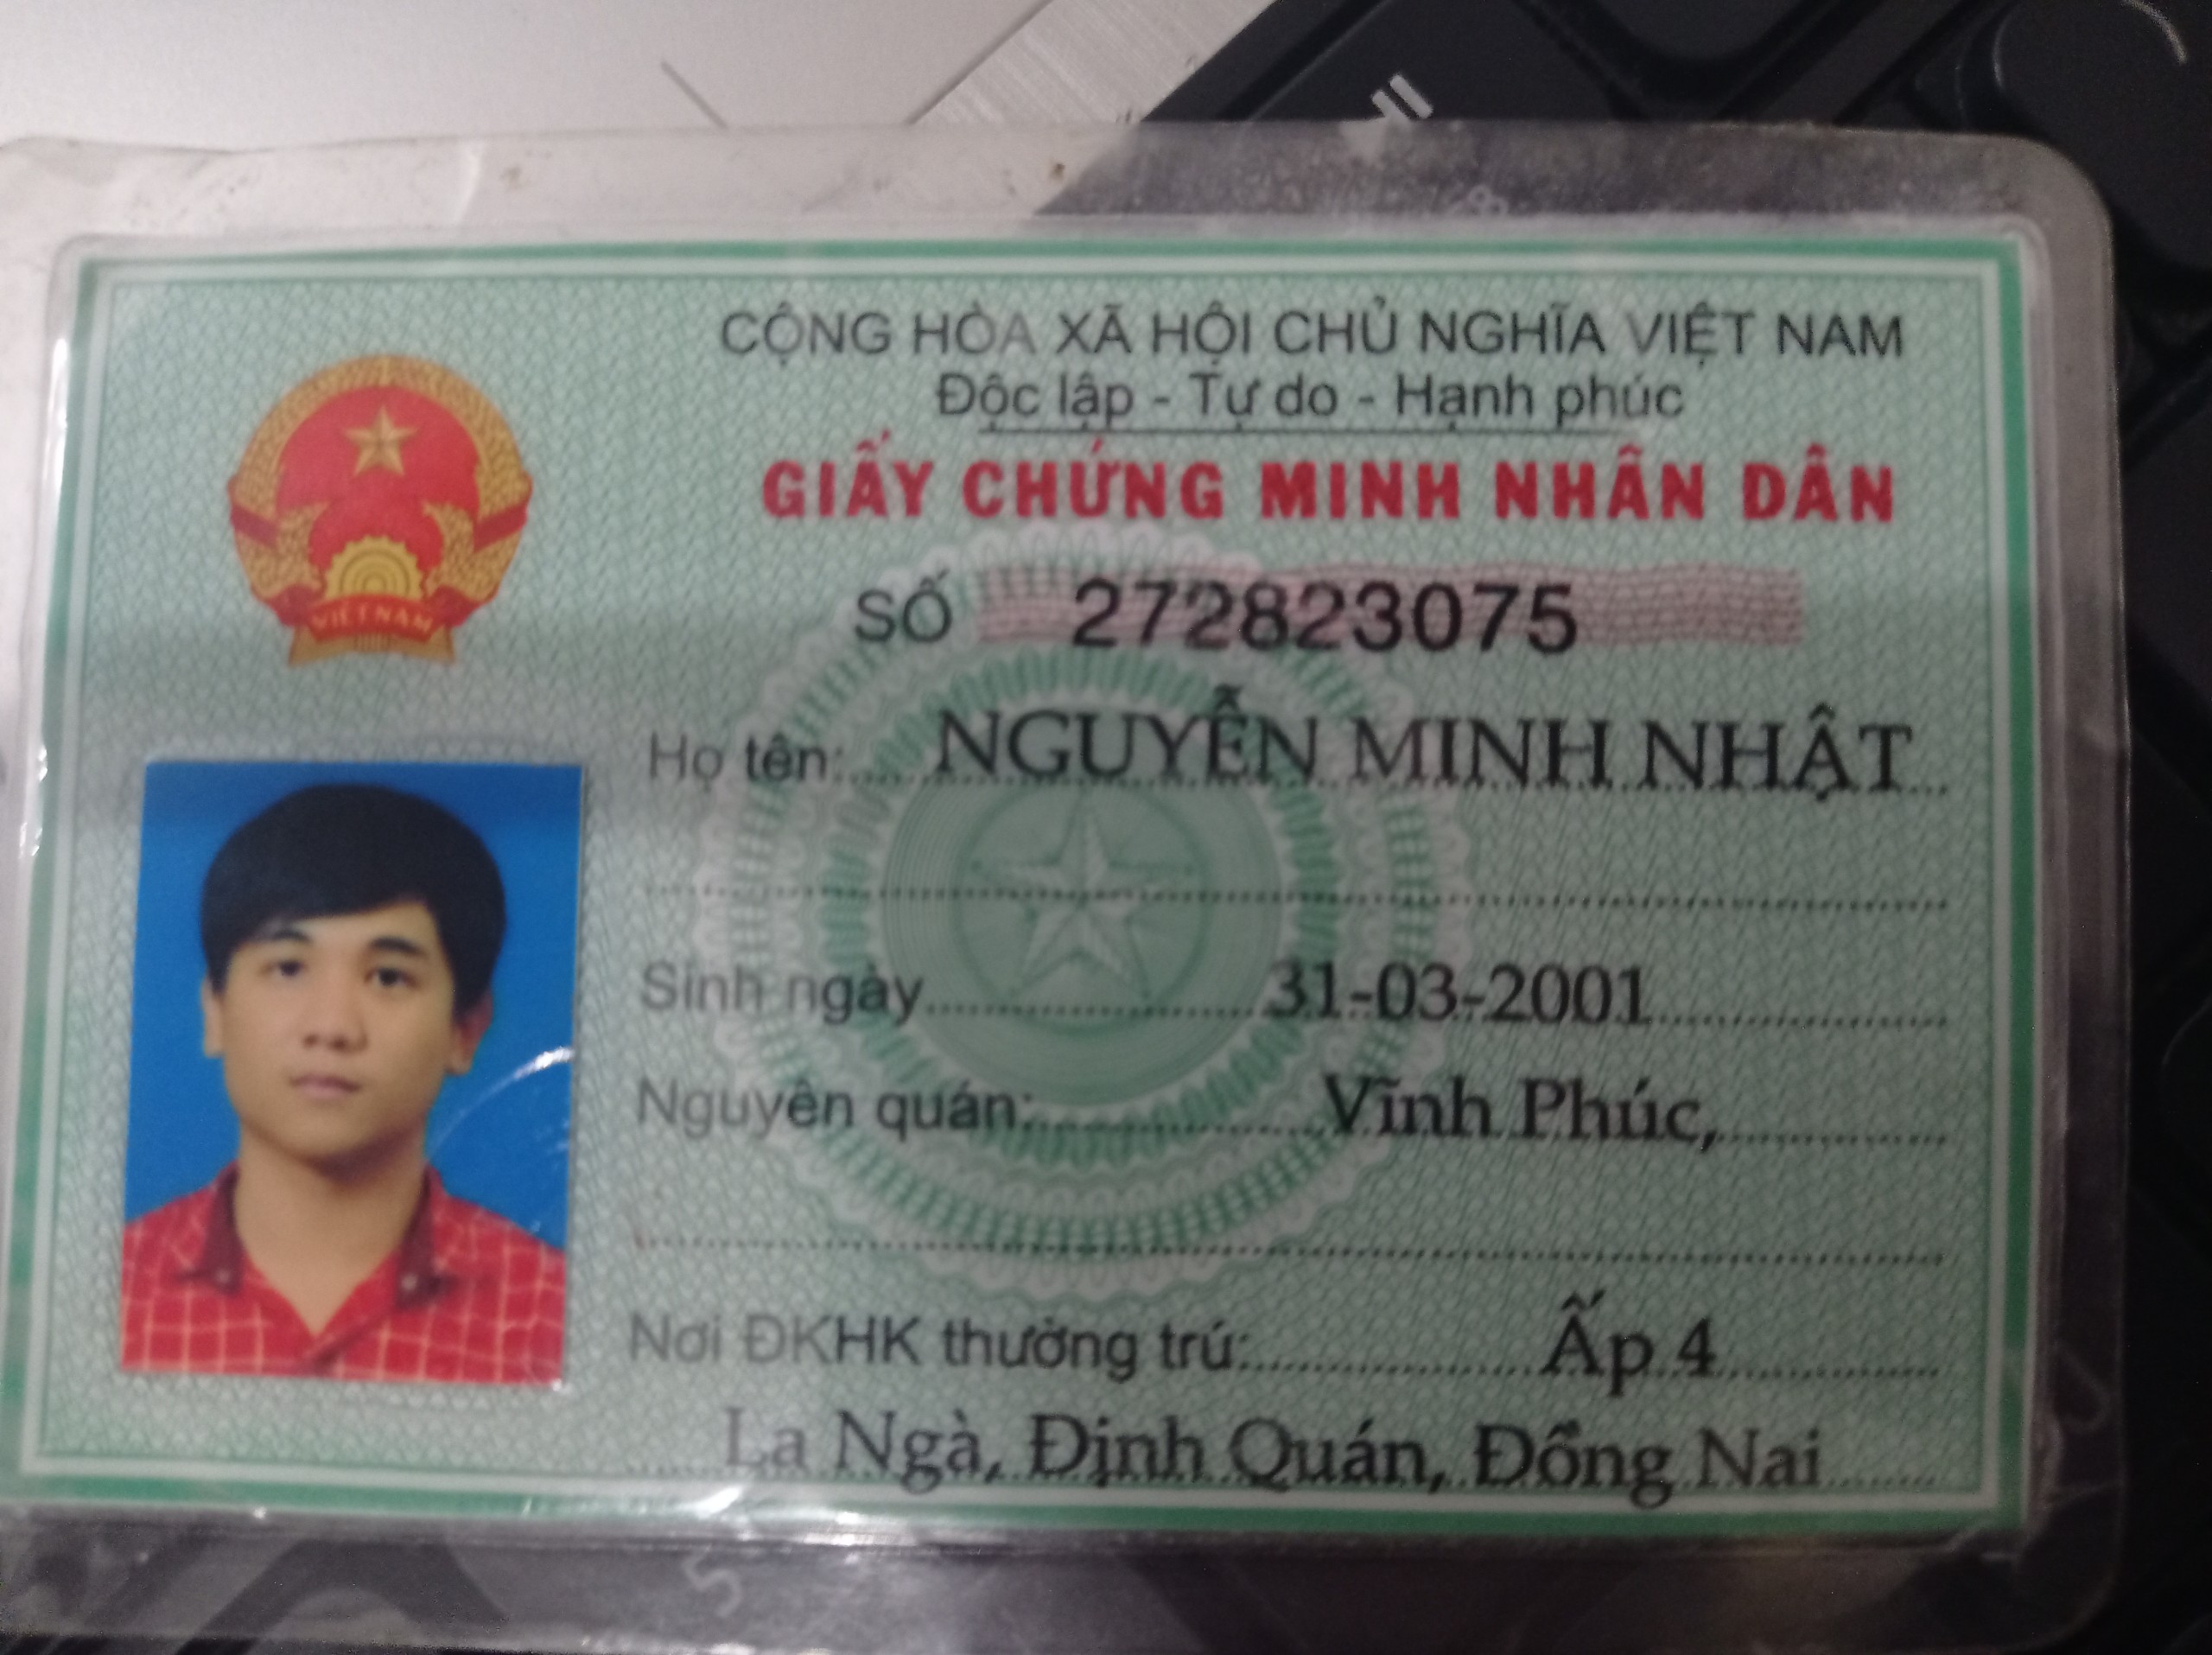 CỘNG HÒA XÃ HỘI CHỦ NGHĨA VIỆT NAM
Độc lập - Tự do - Hạnh phúc
GIẤY CHỨNG MINH NHÂN DÂN
SỐ 272823075
VIỆT NAM
Họ tên: NGUYỄN MINH NHẬT
Sinh ngày 31-03-2001
Nguyên quán: Vĩnh Phúc,
Nơi ĐKHK thường trú: Ấp 4
La Ngà, Định Quán, Đồng Nai
5